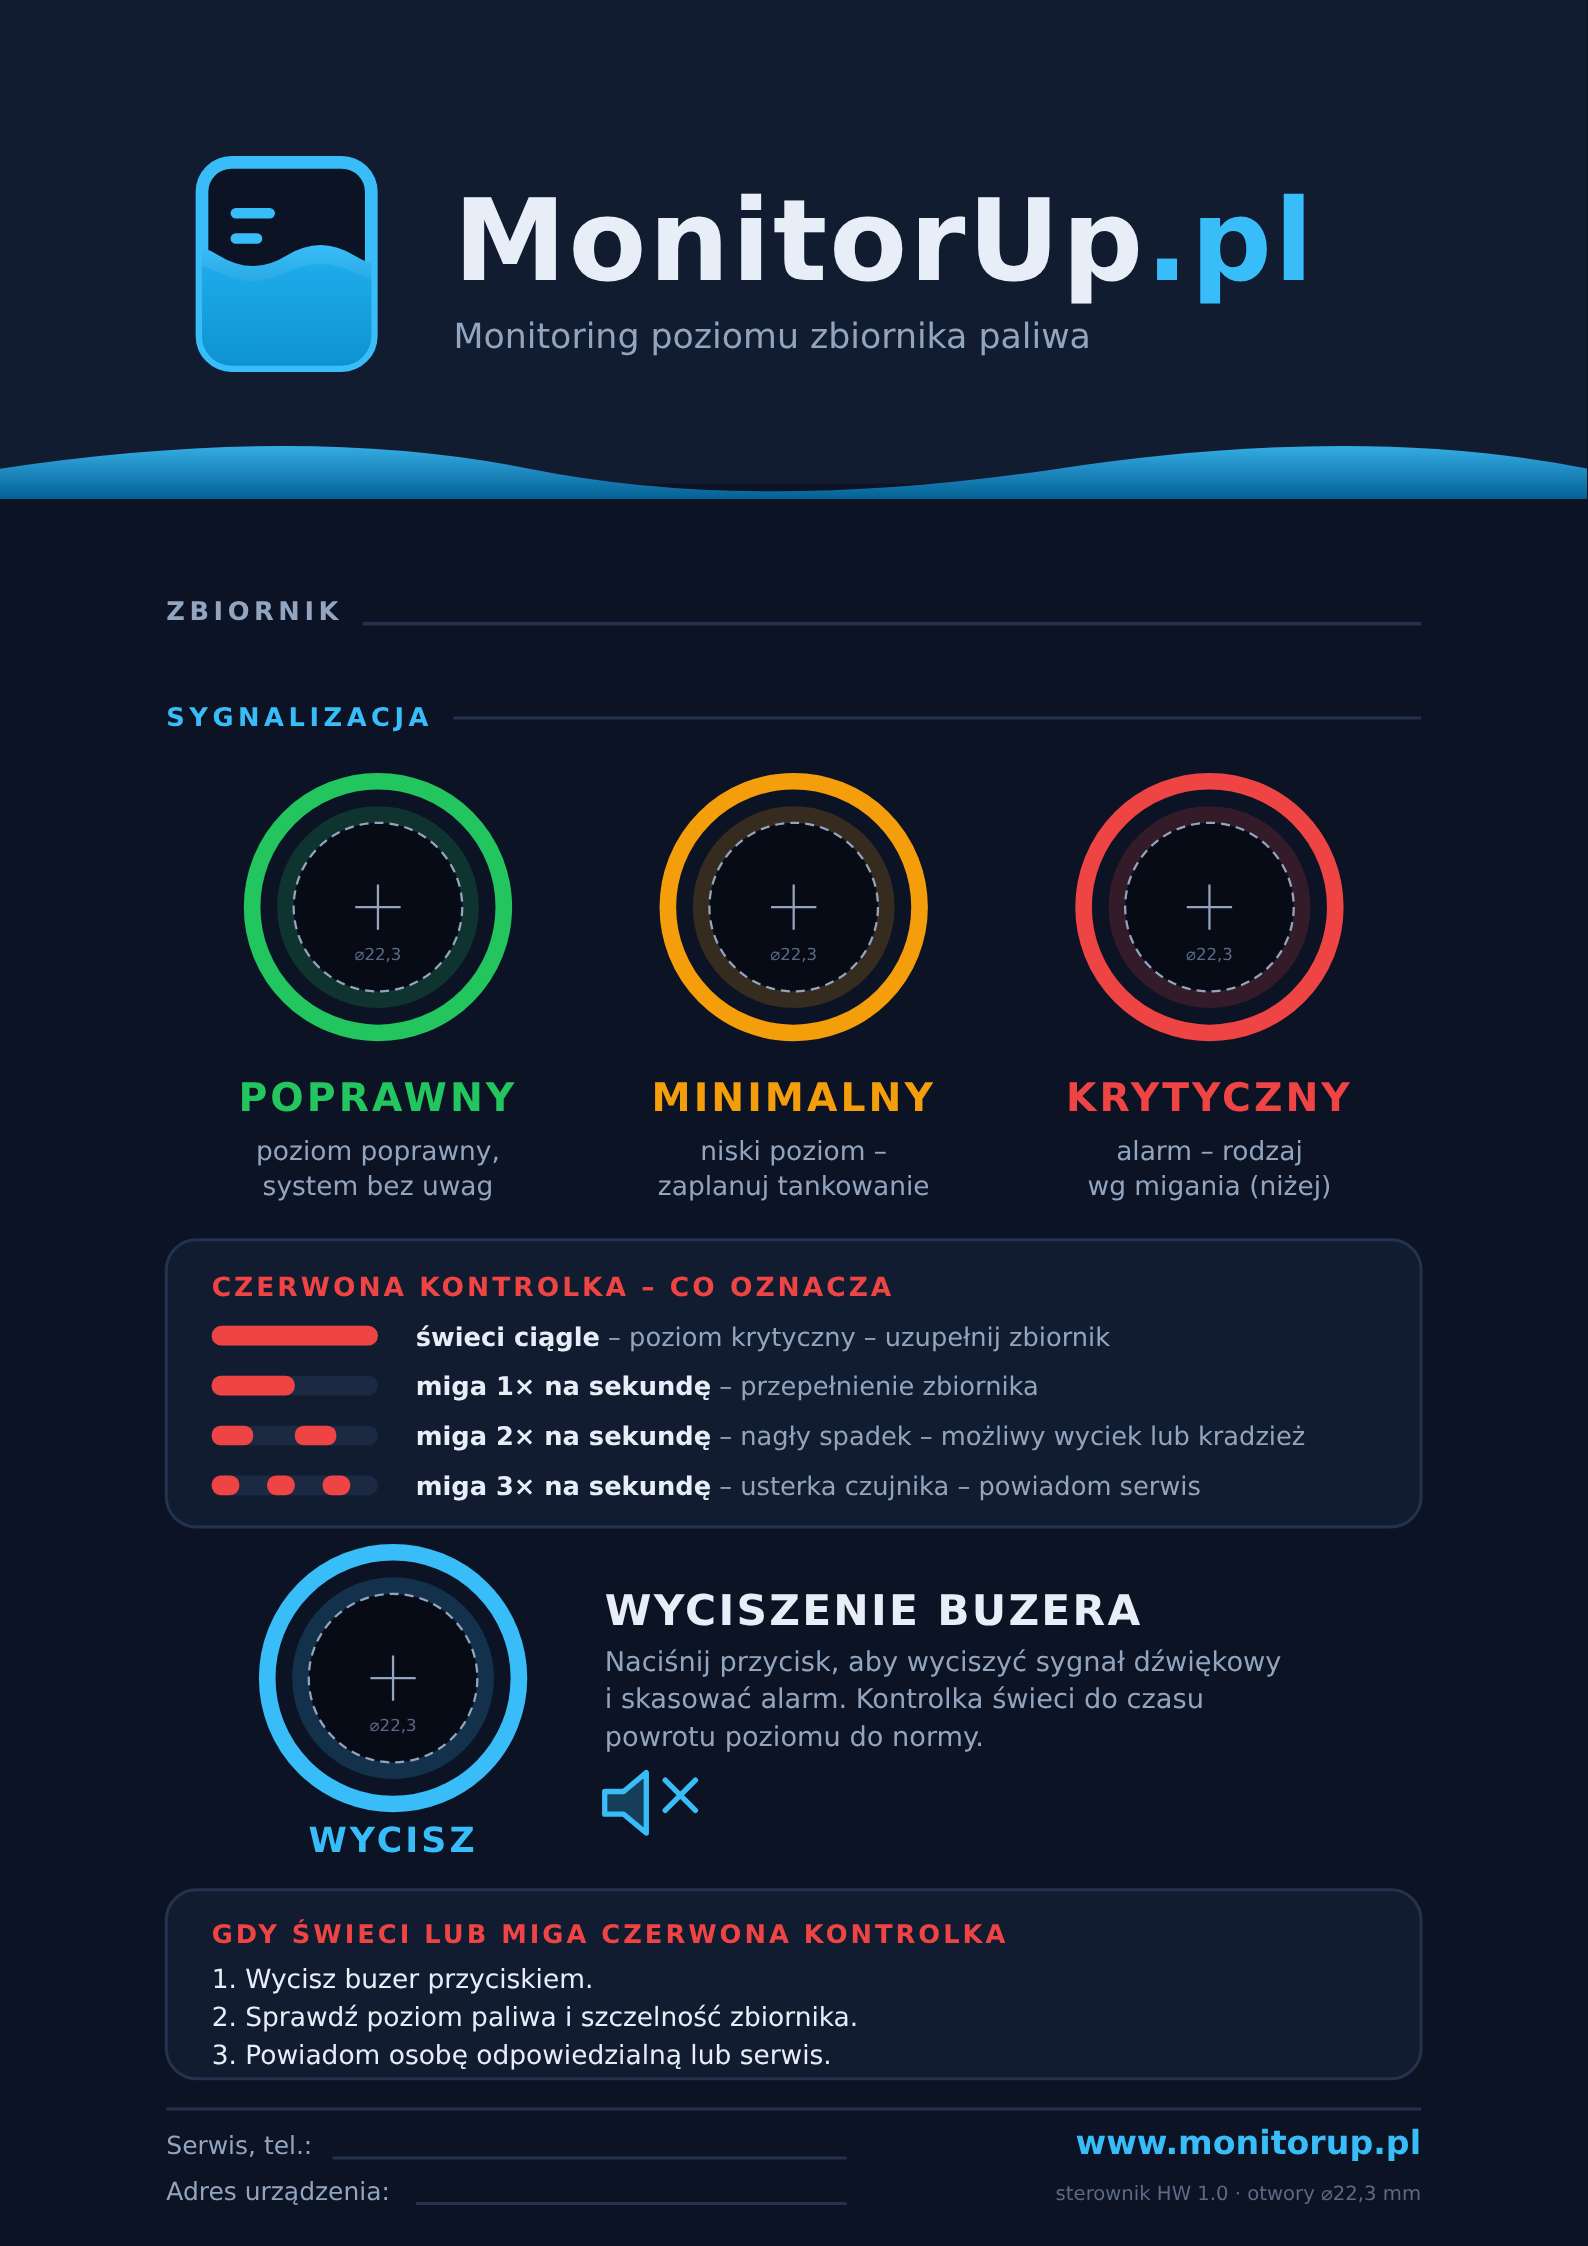 MonitorUp.pl
Monitoring poziomu zbiornika paliwa
ZBIORNIK
SYGNALIZACJA
⌀22,3
⌀22,3
⌀22,3
POPRAWNY
MINIMALNY
KRYTYCZNY
poziom poprawny,
system bez uwag
niski poziom –
zaplanuj tankowanie
alarm – rodzaj
wg migania (niżej)
CZERWONA KONTROLKA – CO OZNACZA
świeci ciągle – poziom krytyczny – uzupełnij zbiornik
miga 1× na sekundę – przepełnienie zbiornika
miga 2× na sekundę – nagły spadek – możliwy wyciek lub kradzież
miga 3× na sekundę – usterka czujnika – powiadom serwis
⌀22,3
WYCISZ
WYCISZENIE BUZERA
Naciśnij przycisk, aby wyciszyć sygnał dźwiękowy
i skasować alarm. Kontrolka świeci do czasu
powrotu poziomu do normy.
GDY ŚWIECI LUB MIGA CZERWONA KONTROLKA
1. Wycisz buzer przyciskiem.
2. Sprawdź poziom paliwa i szczelność zbiornika.
3. Powiadom osobę odpowiedzialną lub serwis.
Serwis, tel.:
Adres urządzenia:
www.monitorup.pl
sterownik HW 1.0 · otwory ⌀22,3 mm